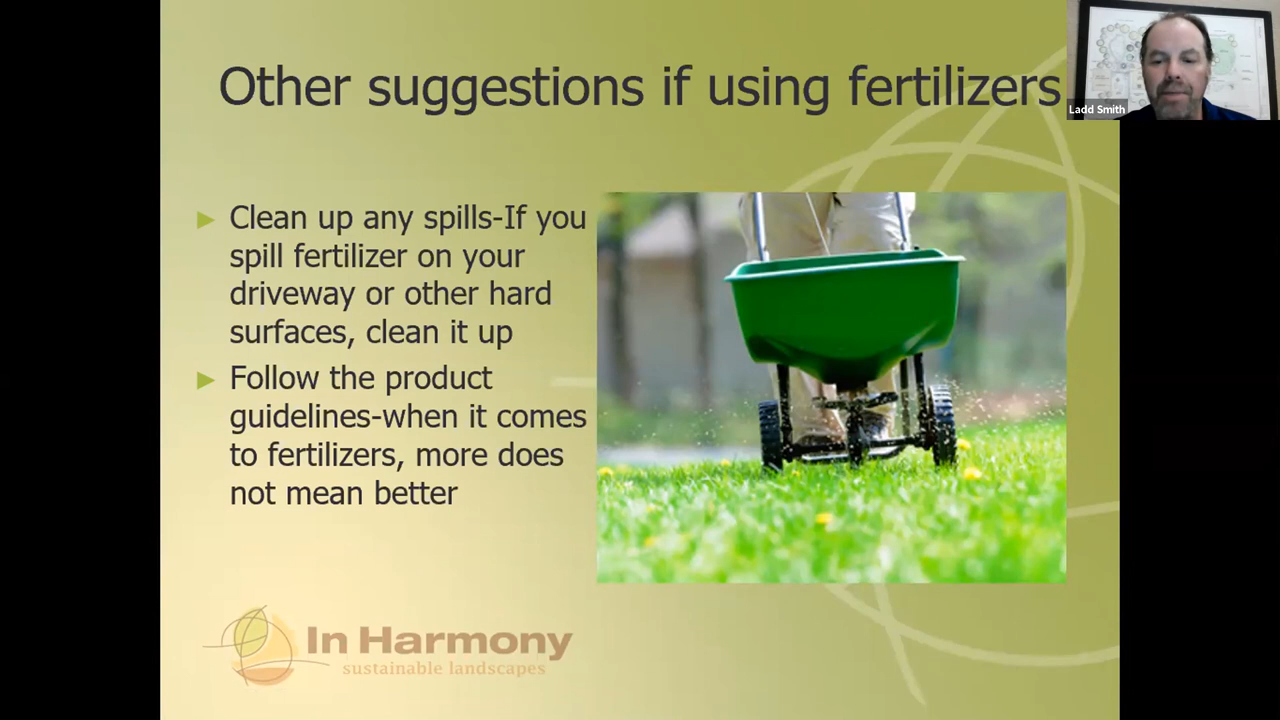 Other suggestions if using fertilizers
Ladd Smith
► Clean up any spills-If you
spill fertilizer on your
driveway or other hard
surfaces, clean it up
► Follow the product
guidelines-when it comes
to fertilizers, more does
not mean better
In Harmony
sustainable landscapes